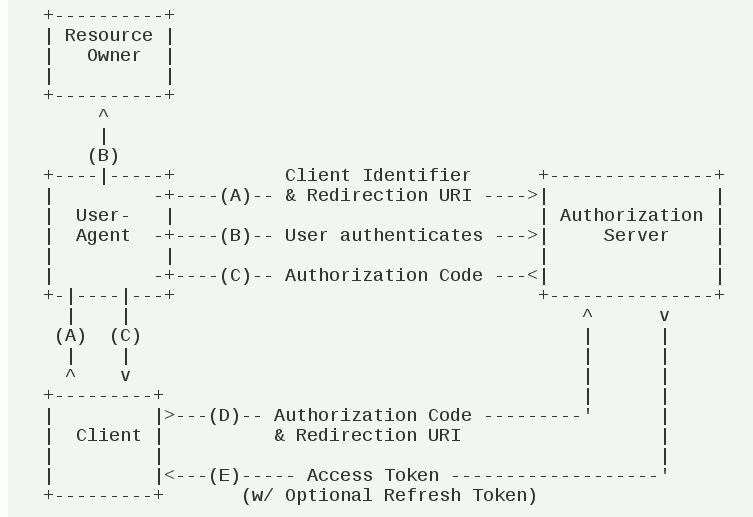 +----------+
| Resource |
|   Owner  |
|          |
+----------+
     ^
     |
    (B)
+----|-----+          Client Identifier      +---------------+
|         -+----(A)-- & Redirection URI ---->|               |
|  User-   |                                 | Authorization |
|  Agent  -+----(B)-- User authenticates --->|     Server    |
|          |                                 |               |
|         -+----(C)-- Authorization Code ---<|               |
+-|----|---+                                 +---------------+
  |    |                                         ^      v
 (A)  (C)                                        |      |
  |    |                                         |      |
  ^    v                                         |      |
+---------+                                      |      |
|         |>---(D)-- Authorization Code ---------'      |
|  Client |          & Redirection URI                  |
|         |                                             |
|         |<---(E)----- Access Token -------------------'
+---------+       (w/ Optional Refresh Token)